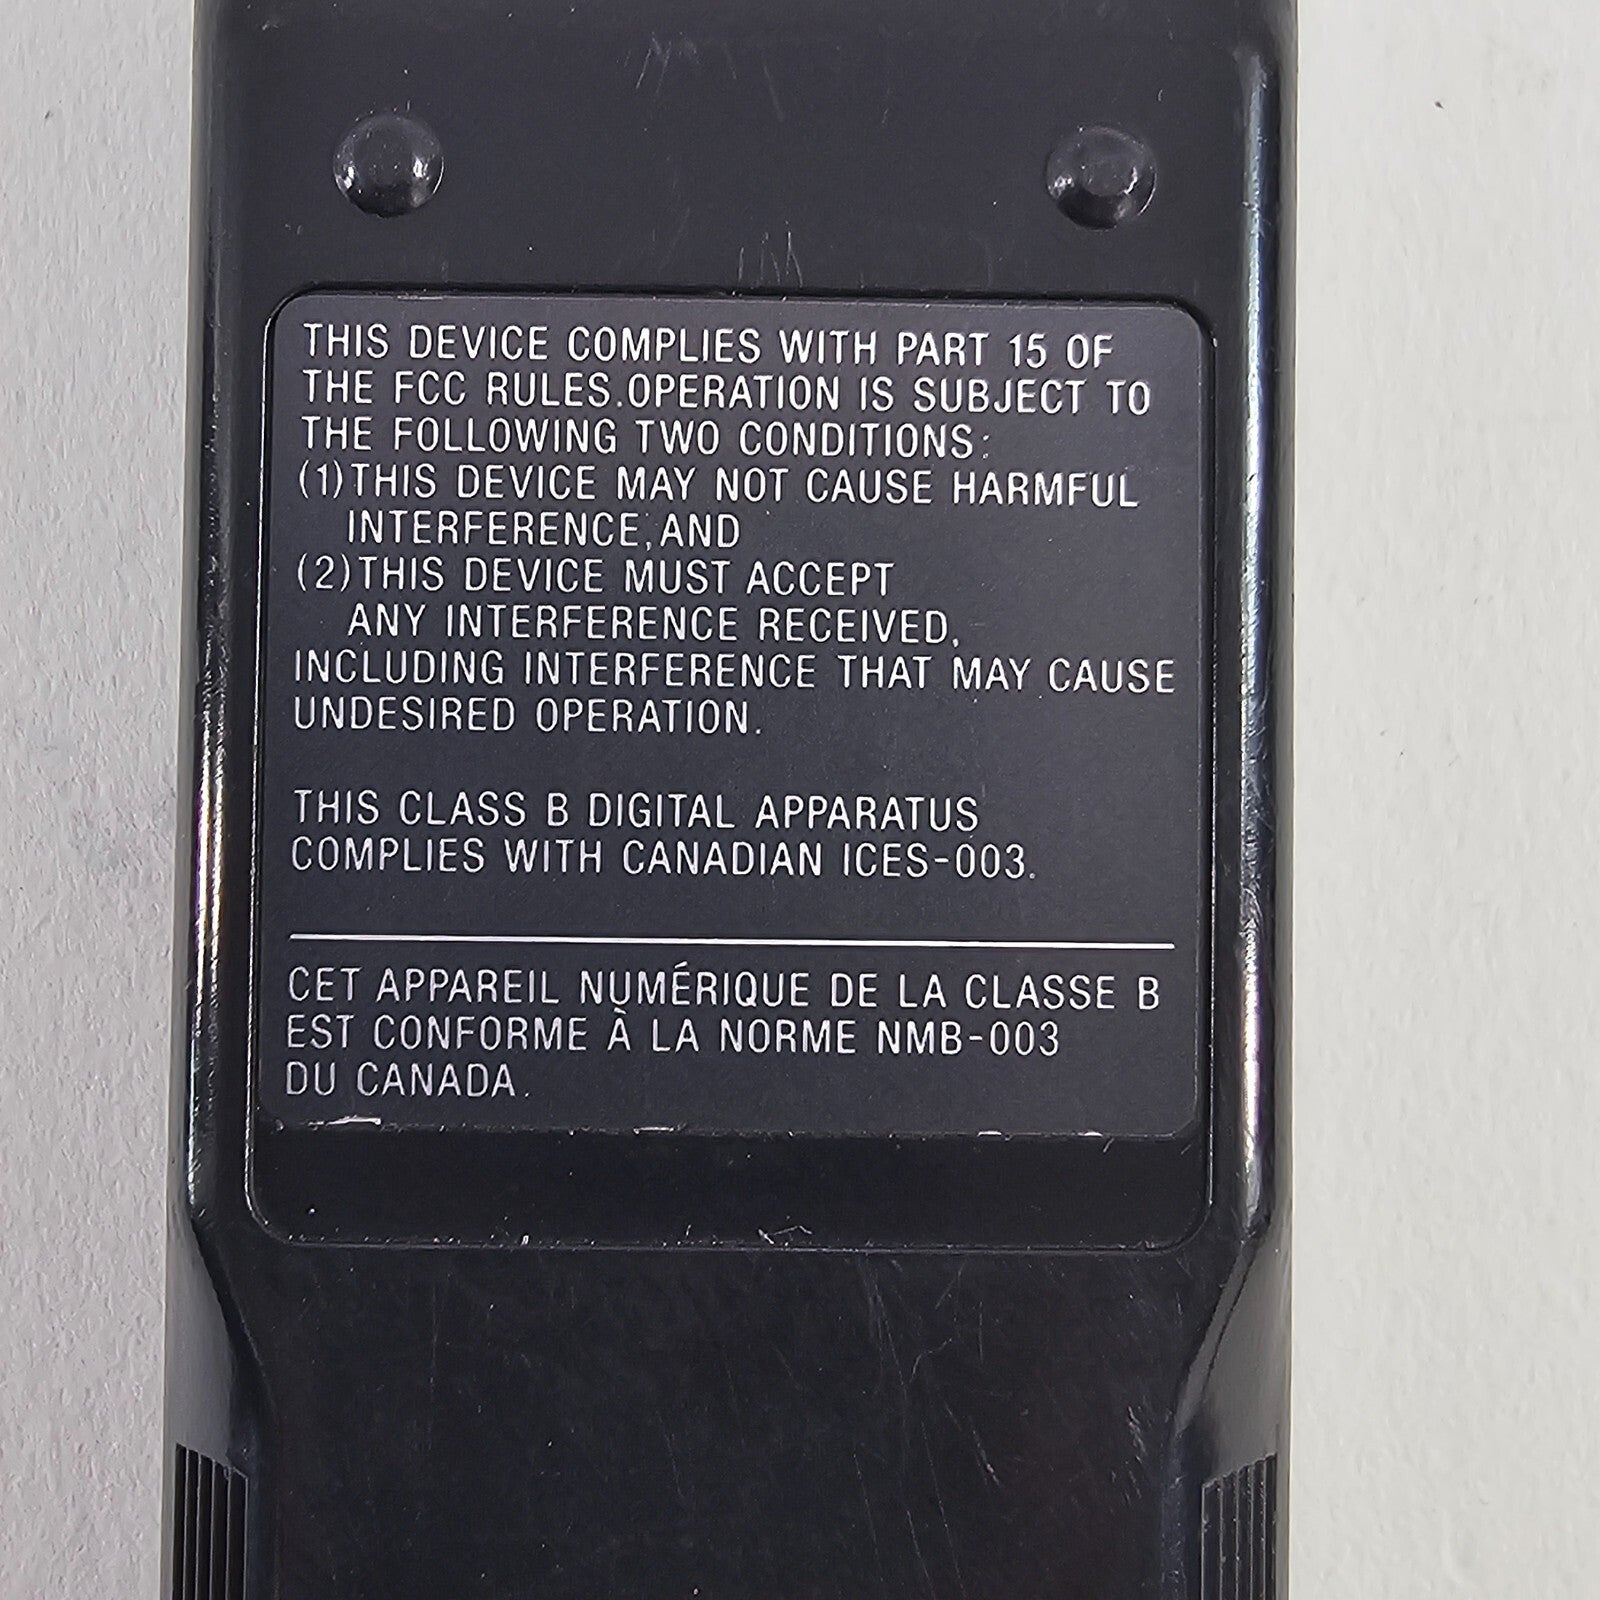 THIS DEVICE COMPLIES WITH PART 15 OF
THE FCC RULES.OPERATION IS SUBJECT TO
THE FOLLOWING TWO CONDITIONS:
(1)THIS DEVICE MAY NOT CAUSE HARMFUL
INTERFERENCE,AND
(2)THIS DEVICE MUST ACCEPT
ANY INTERFERENCE RECEIVED,
INCLUDING INTERFERENCE THAT MAY CAUSE
UNDESIRED OPERATION.
THIS CLASS B DIGITAL APPARATUS
COMPLIES WITH CANADIAN ICES-003.
CET APPAREIL NUMÉRIQUE DE LA CLASSE B
EST CONFORME À LA NORME NMB-003
DU CANADA.